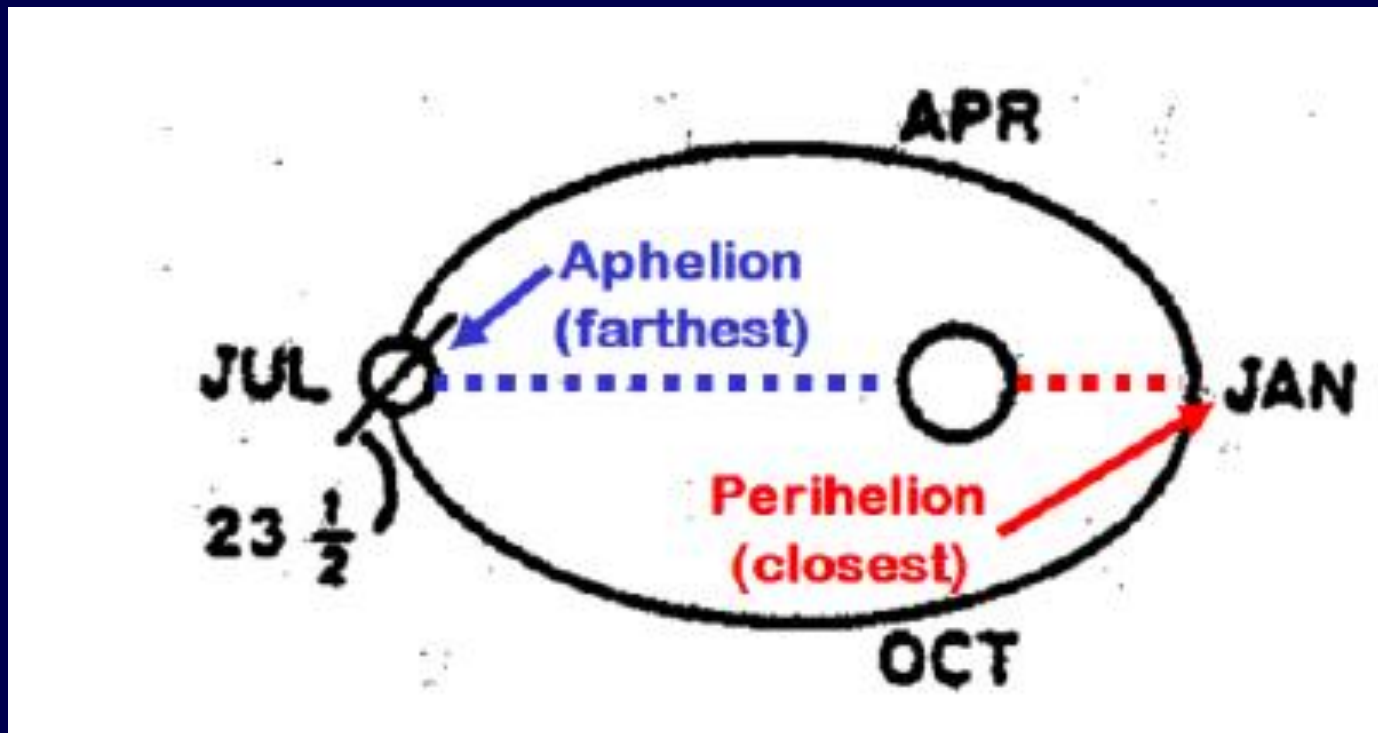 APR
Aphelion
(farthest)
JUL
JAN
23 1/2
Perihelion
(closest)
OCT